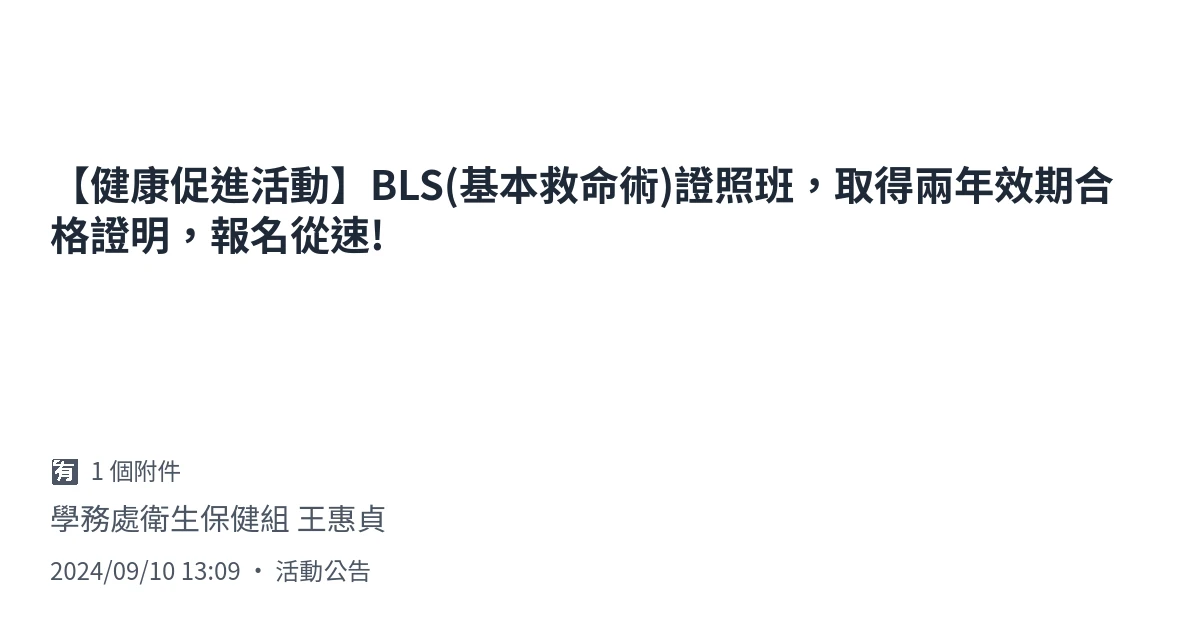 【健康促進活動】BLS(基本救命術)證照班，取得兩年效期合
格證明，報名從速!
有 1 個附件
學務處衛生保健組 王惠貞
2024/09/10 13:09 • 活動公告